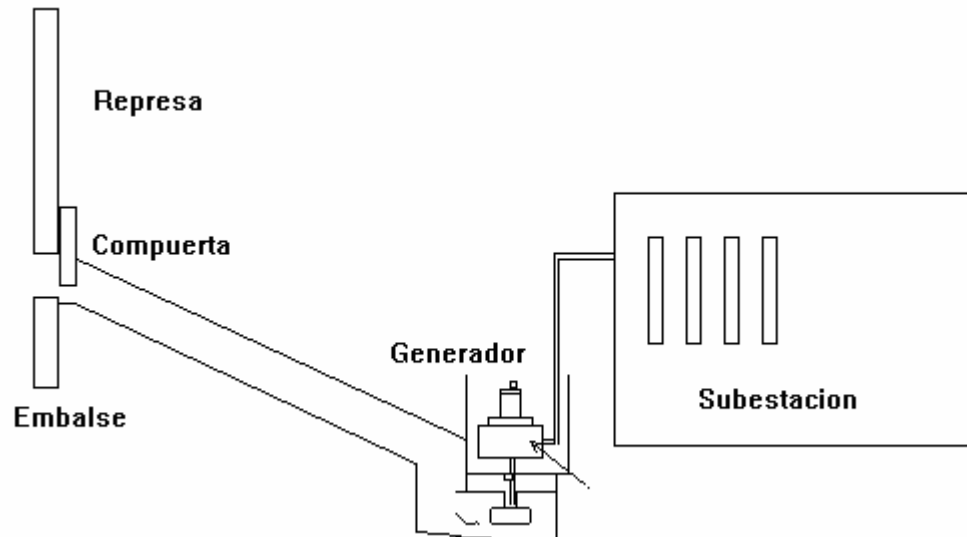 Represa
Compuerta
Generador
Subestacion
Embalse